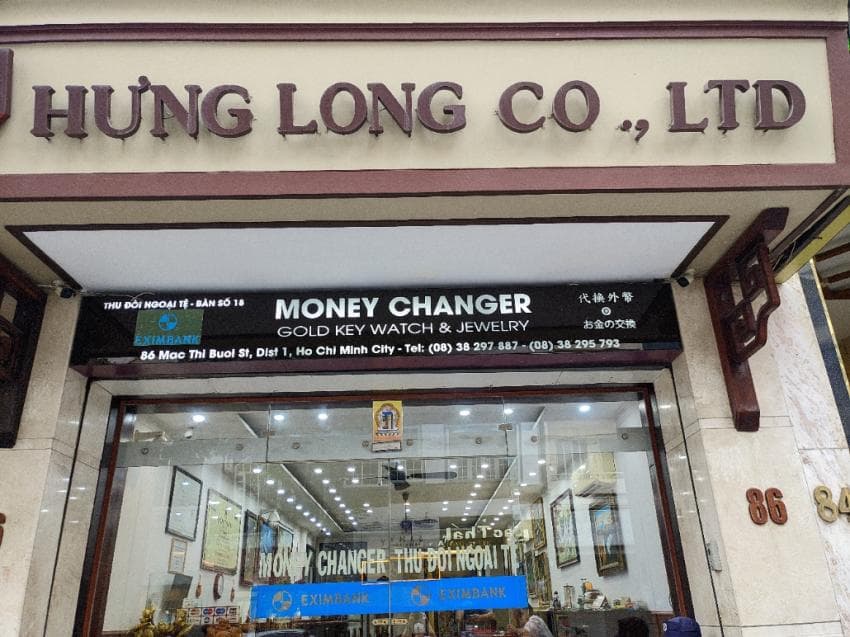 HƯNG LONG CO ., LTD
THU ĐỔI NGOẠI TỆ - BÀN SỐ 18
MONEY CHANGER
代換外幣
GOLD KEY WATCH & JEWELRY
お金の交換
EXIMBANK
86 Mac Thi Buoi St, Dist 1, Ho Chi Minh City - Tel: (08) 38 297 887 - (08) 38 295 793
86
84
MONEY CHANGER THU ĐỔI NGOẠI TỆ
EXIMBANK
EXIMBANK